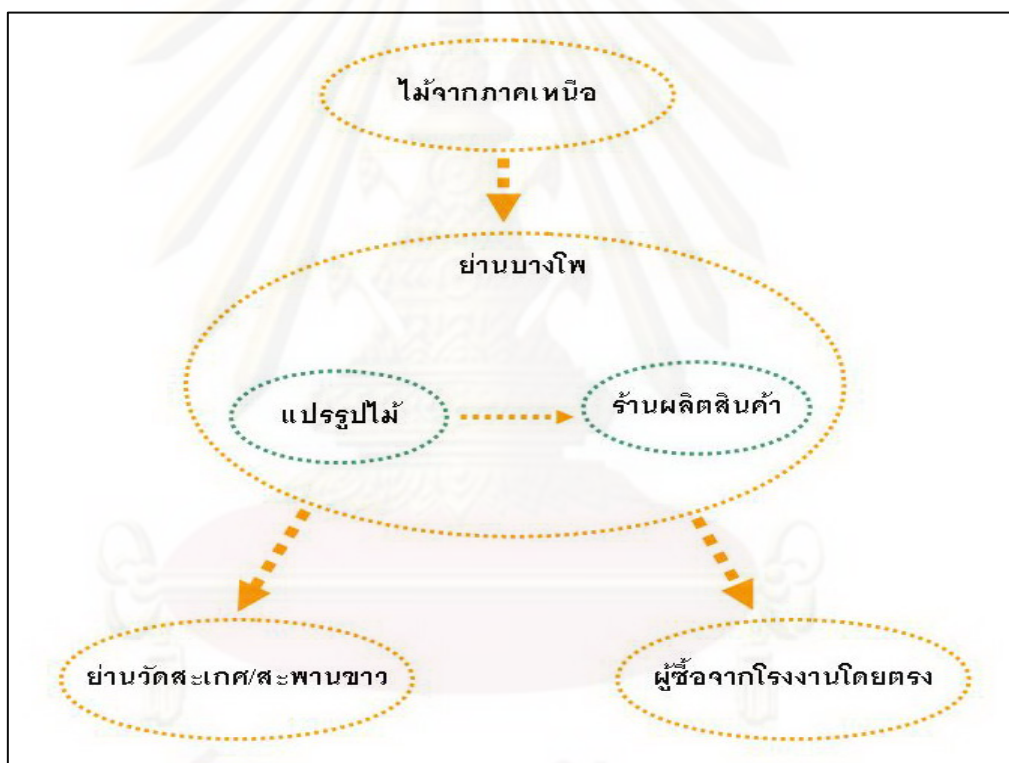 ไม้จากภาคเหนือ
ย่านบางโพ
แปรรูปไม้
ร้านผลิตสินค้า
ย่านวัดสะเกศ/สะพานขาว
ผู้ซื้อจากโรงงานโดยตรง